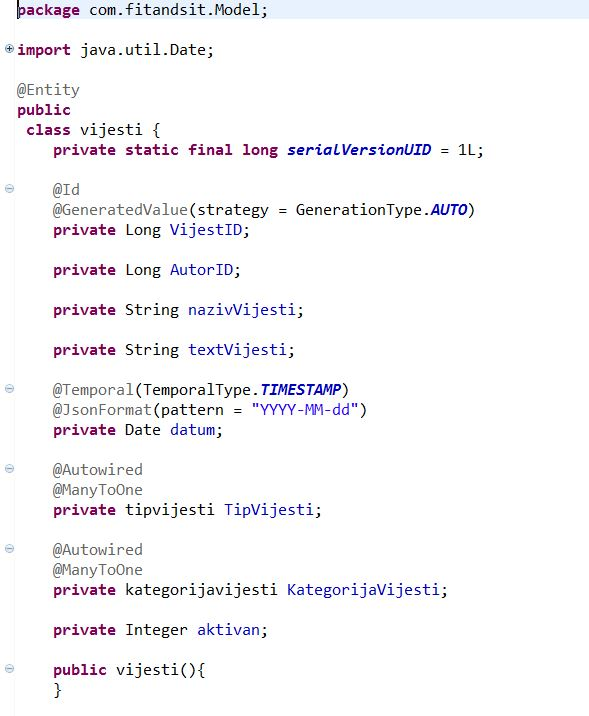 package com.fitandsit.Model;
import java.util.Date;
@Entity
public
class vijesti {
private static final long serialVersionUID = 1L;
@Id
@GeneratedValue(strategy = GenerationType.AUTO)
private Long VijestID;
private Long AutorID;
private String nazivVijesti;
private String textVijesti;
@Temporal(TemporalType.TIMESTAMP)
@JsonFormat(pattern = "YYYY-MM-dd")
private Date datum;
@Autowired
@ManyToOne
private tipvijesti TipVijesti;
@Autowired
@ManyToOne
private kategorijavijesti KategorijaVijesti;
private Integer aktivan;
public vijesti(){
}